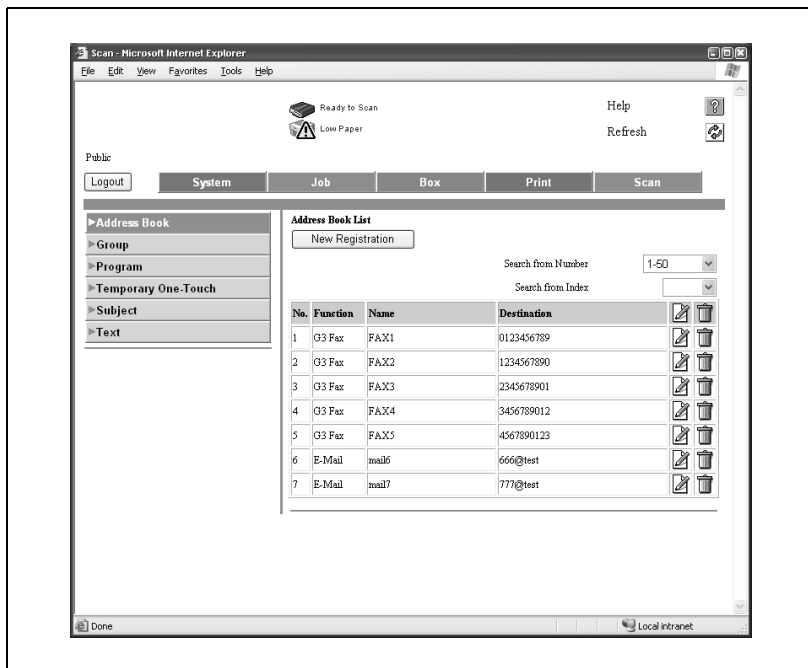 Scan - Microsoft Internet Explorer
File Edit View Favorites Tools Help
Ready to Scan
Low Paper
Help
Refresh
Public
Logout
System Job Box Print Scan
Address Book
Group
Program
Temporary One-Touch
Subject
Text
Address Book List
New Registration
Search from Number 1-50
Search from Index
No. Function Name Destination
1 G3 Fax FAX1 0123456789
2 G3 Fax FAX2 1234567890
3 G3 Fax FAX3 2345678901
4 G3 Fax FAX4 3456789012
5 G3 Fax FAX5 4567890123
6 E-Mail mail6 666@test
7 E-Mail mail7 777@test
Done
Local intranet